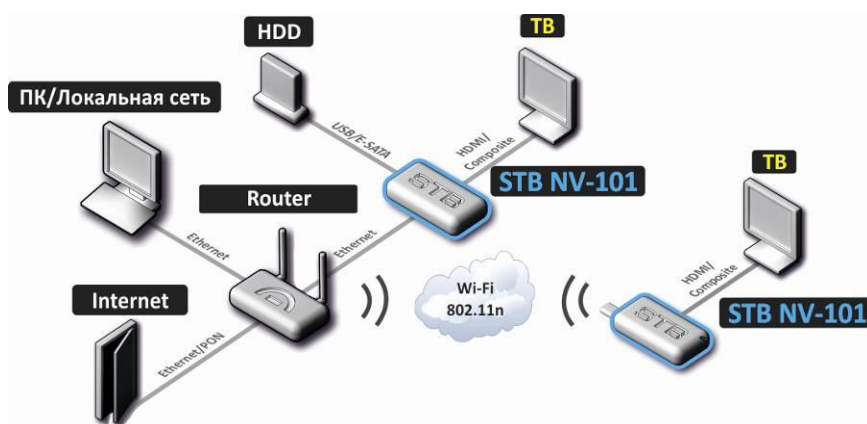 HDD
ТВ
ПК/Локальная сеть
USB/E-SATA
HDMI/
Composite
STB
STB NV-101
ТВ
Router
Ethernet
Ethernet
HDMI/
Composite
Internet
Wi-Fi
802.11n
STB
STB NV-101
Ethernet/PON